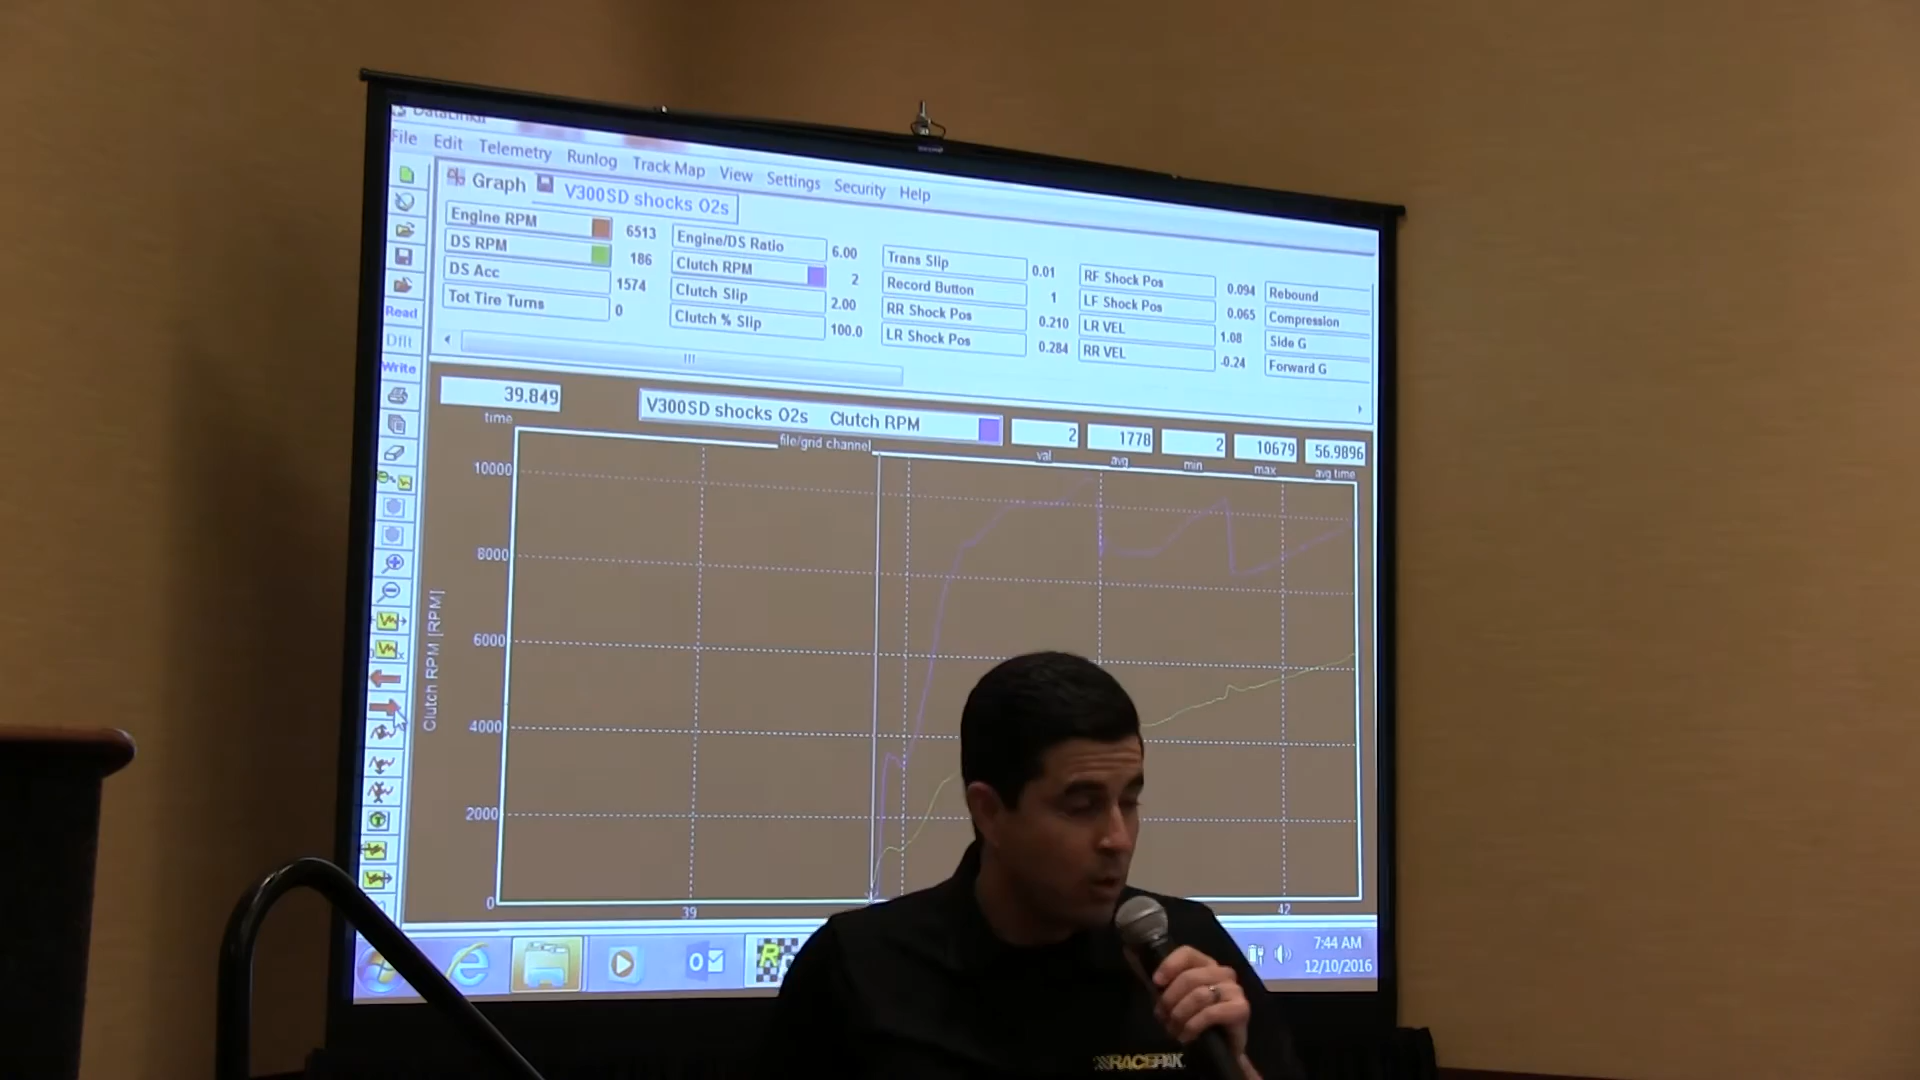 DataLinkII
File Edit Telemetry Runlog Track Map View Settings Security Help
Graph V300SD shocks O2s
Engine RPM 6513
DS RPM 186
DS Acc 1574
Tot Tire Turns 0
Engine/DS Ratio 6.00
Clutch RPM 2
Clutch Slip 2.00
Clutch % Slip 100.0
Trans Slip 0.01
Record Button 1
RR Shock Pos 0.210
LR Shock Pos 0.284
RF Shock Pos 0.094
LF Shock Pos 0.065
LR VEL 1.08
RR VEL -0.24
Rebound
Compression
Side G
Forward G
Read
Dflt
Write
39.849
time
V300SD shocks O2s Clutch RPM
file/grid channel
2
val
1778
avg
2
min
10679
max
56.9896
avg time
10000
8000
6000
4000
2000
0
Clutch RPM [RPM]
39
42
7:44 AM
12/10/2016
RACEPAK